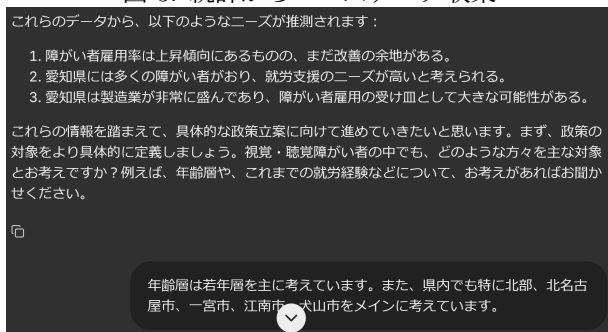 これらのデータから、以下のようなニーズが推測されます：
1. 障がい者雇用率は上昇傾向にあるものの、まだ改善の余地がある。
2. 愛知県には多くの障がい者がおり、就労支援のニーズが高いと考えられる。
3. 愛知県は製造業が非常に盛んであり、障がい者雇用の受け皿として大きな可能性がある。
これらの情報を踏まえて、具体的な政策立案に向けて進めていきたいと思います。まず、政策の
対象をより具体的に定義しましょう。視覚・聴覚障がい者の中でも、どのような方々を主な対象
とお考えですか？例えば、年齢層や、これまでの就労経験などについて、お考えがあればお聞か
せください。
年齢層は若年層を主に考えています。また、県内でも特に北部、北名古
屋市、一宮市、江南市、犬山市をメインに考えています。